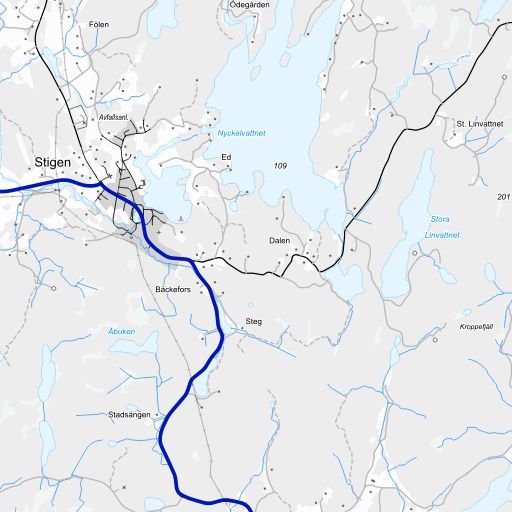 Ödegården
Fölen
Avfallsanl.
Nyckelvattnet
St. Linvattnet
Stigen
Ed
109
201
Stora
Linvattnet
Dalen
Bäckefors
Steg
Åbuken
Kroppefjäll
Stadsängen